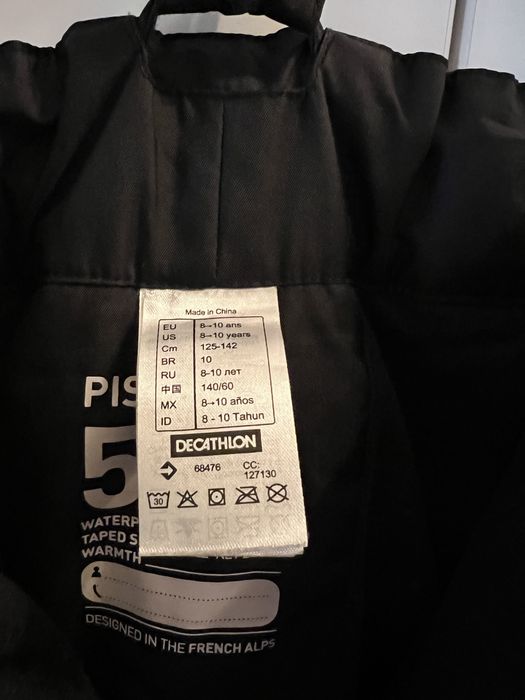 Made in China
EU 8→10 ans
US 8→10 years
Cm 125-142
BR 10
RU 8-10 лет
中国 140/60
MX 8→10 años
ID 8 - 10 Tahun
DECATHLON
68476 CC:
127130
30
PIS
5
WATERP
TAPED S
WARMTH
DESIGNED IN THE FRENCH ALPS